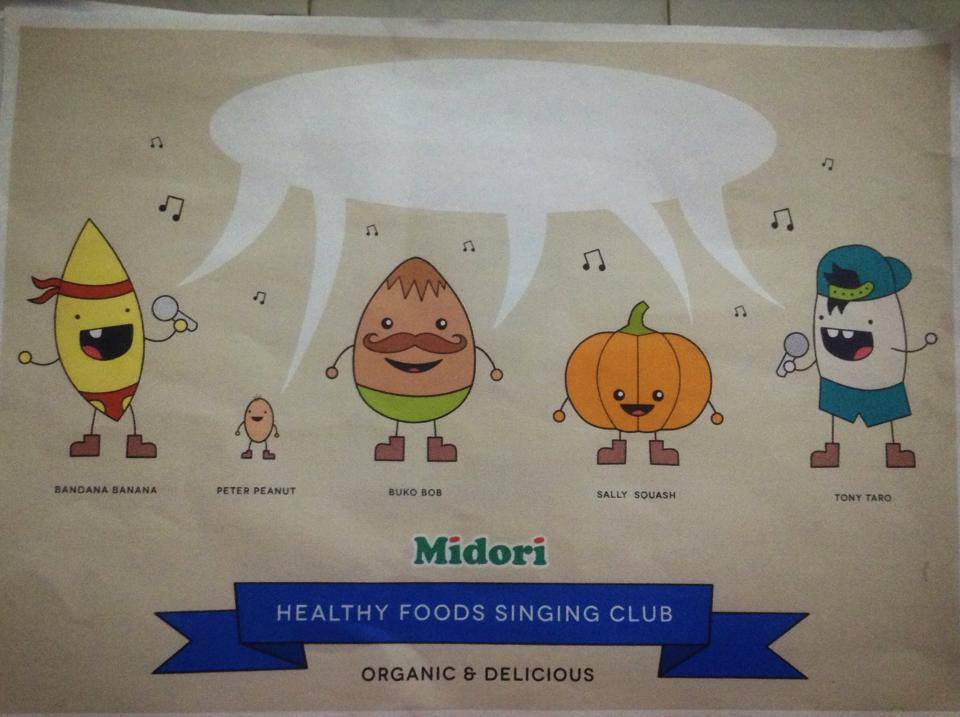 BANDANA BANANA
PETER PEANUT
BUKO BOB
SALLY SQUASH
TONY TARO
Midori
HEALTHY FOODS SINGING CLUB
ORGANIC & DELICIOUS